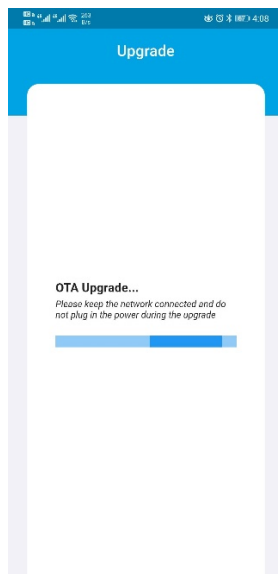 4:08
Upgrade
OTA Upgrade...
Please keep the network connected and do
not plug in the power during the upgrade